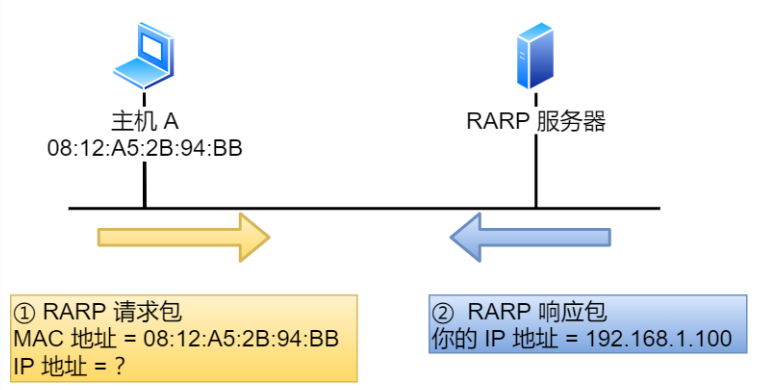 主机 A
08:12:A5:2B:94:BB
RARP 服务器
① RARP 请求包
MAC 地址 = 08:12:A5:2B:94:BB
IP 地址 = ?
② RARP 响应包
你的 IP 地址 = 192.168.1.100